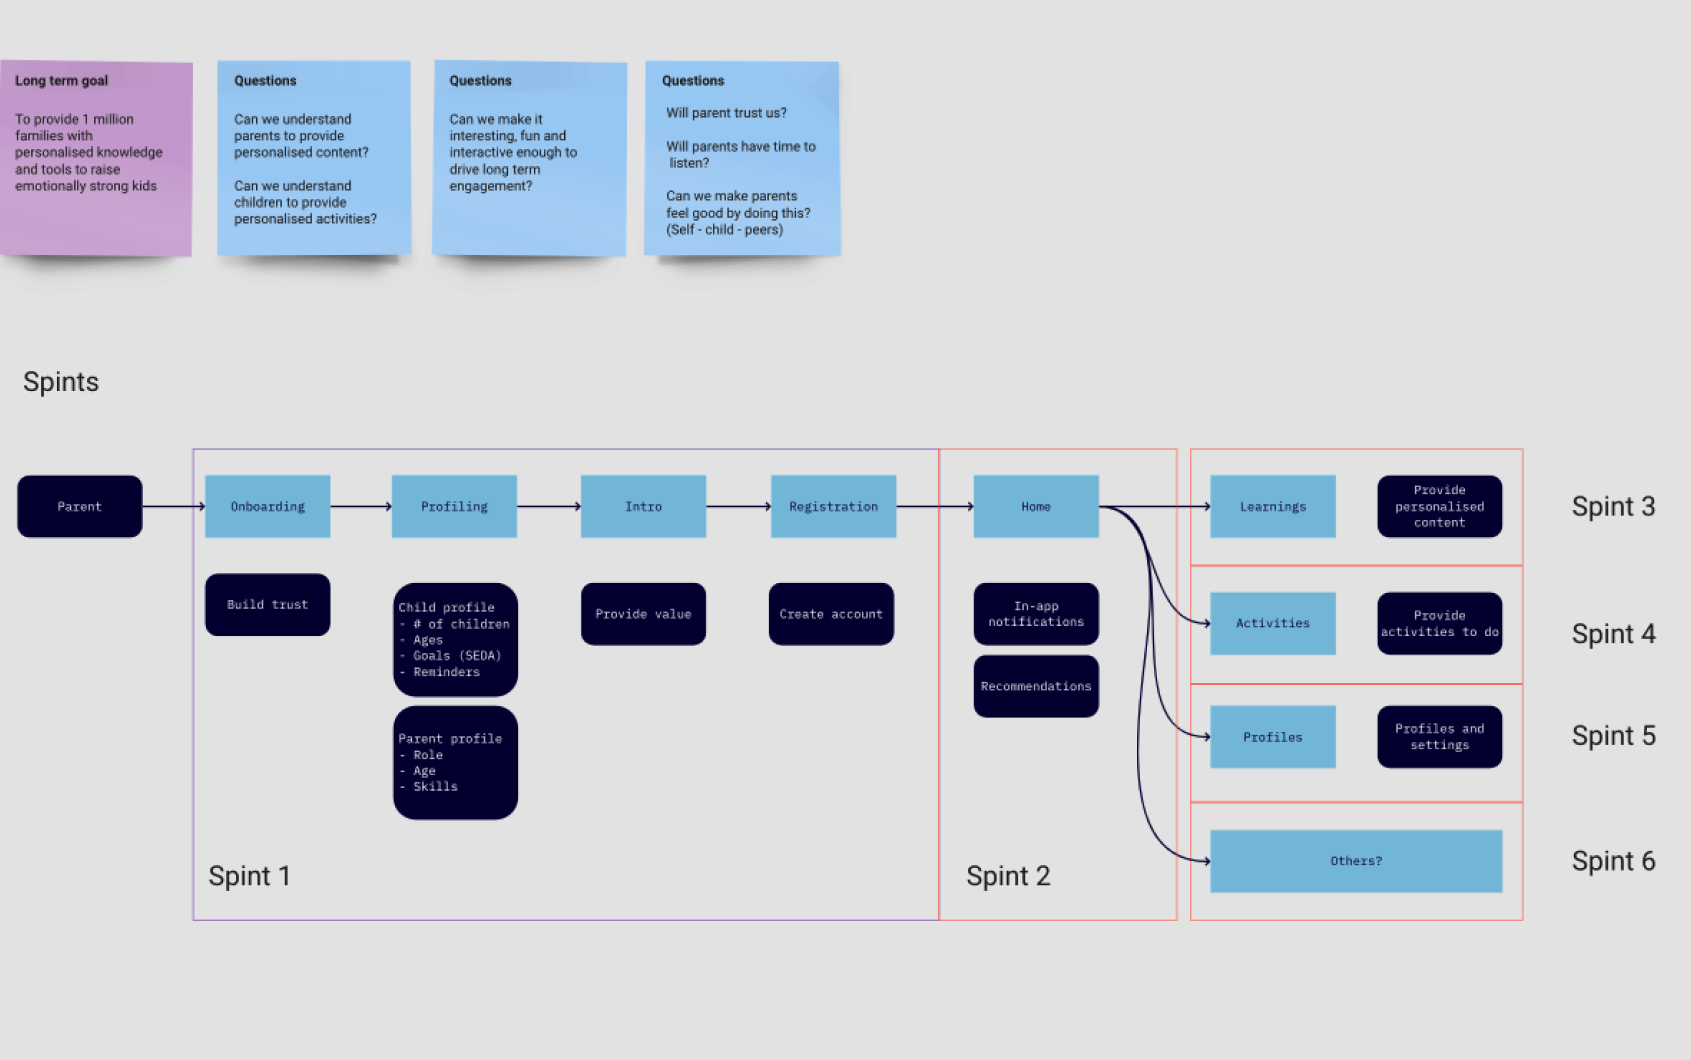 Long term goal
To provide 1 million
families with
personalised knowledge
and tools to raise
emotionally strong kids
Questions
Can we understand
parents to provide
personalised content?
Can we understand
children to provide
personalised activities?
Questions
Can we make it
interesting, fun and
interactive enough to
drive long term
engagement?
Questions
Will parent trust us?
Will parents have time to
listen?
Can we make parents
feel good by doing this?
(Self - child - peers)
Spints
Parent
Onboarding
Profiling
Intro
Registration
Home
Learnings
Provide
personalised
content
Spint 3
Build trust
Child profile
- # of children
- Ages
- Goals (SEDA)
- Reminders
Provide value
Create account
In-app
notifications
Activities
Provide
activities to do
Spint 4
Recommendations
Parent profile
- Role
- Age
- Skills
Profiles
Profiles and
settings
Spint 5
Spint 1
Spint 2
Others?
Spint 6